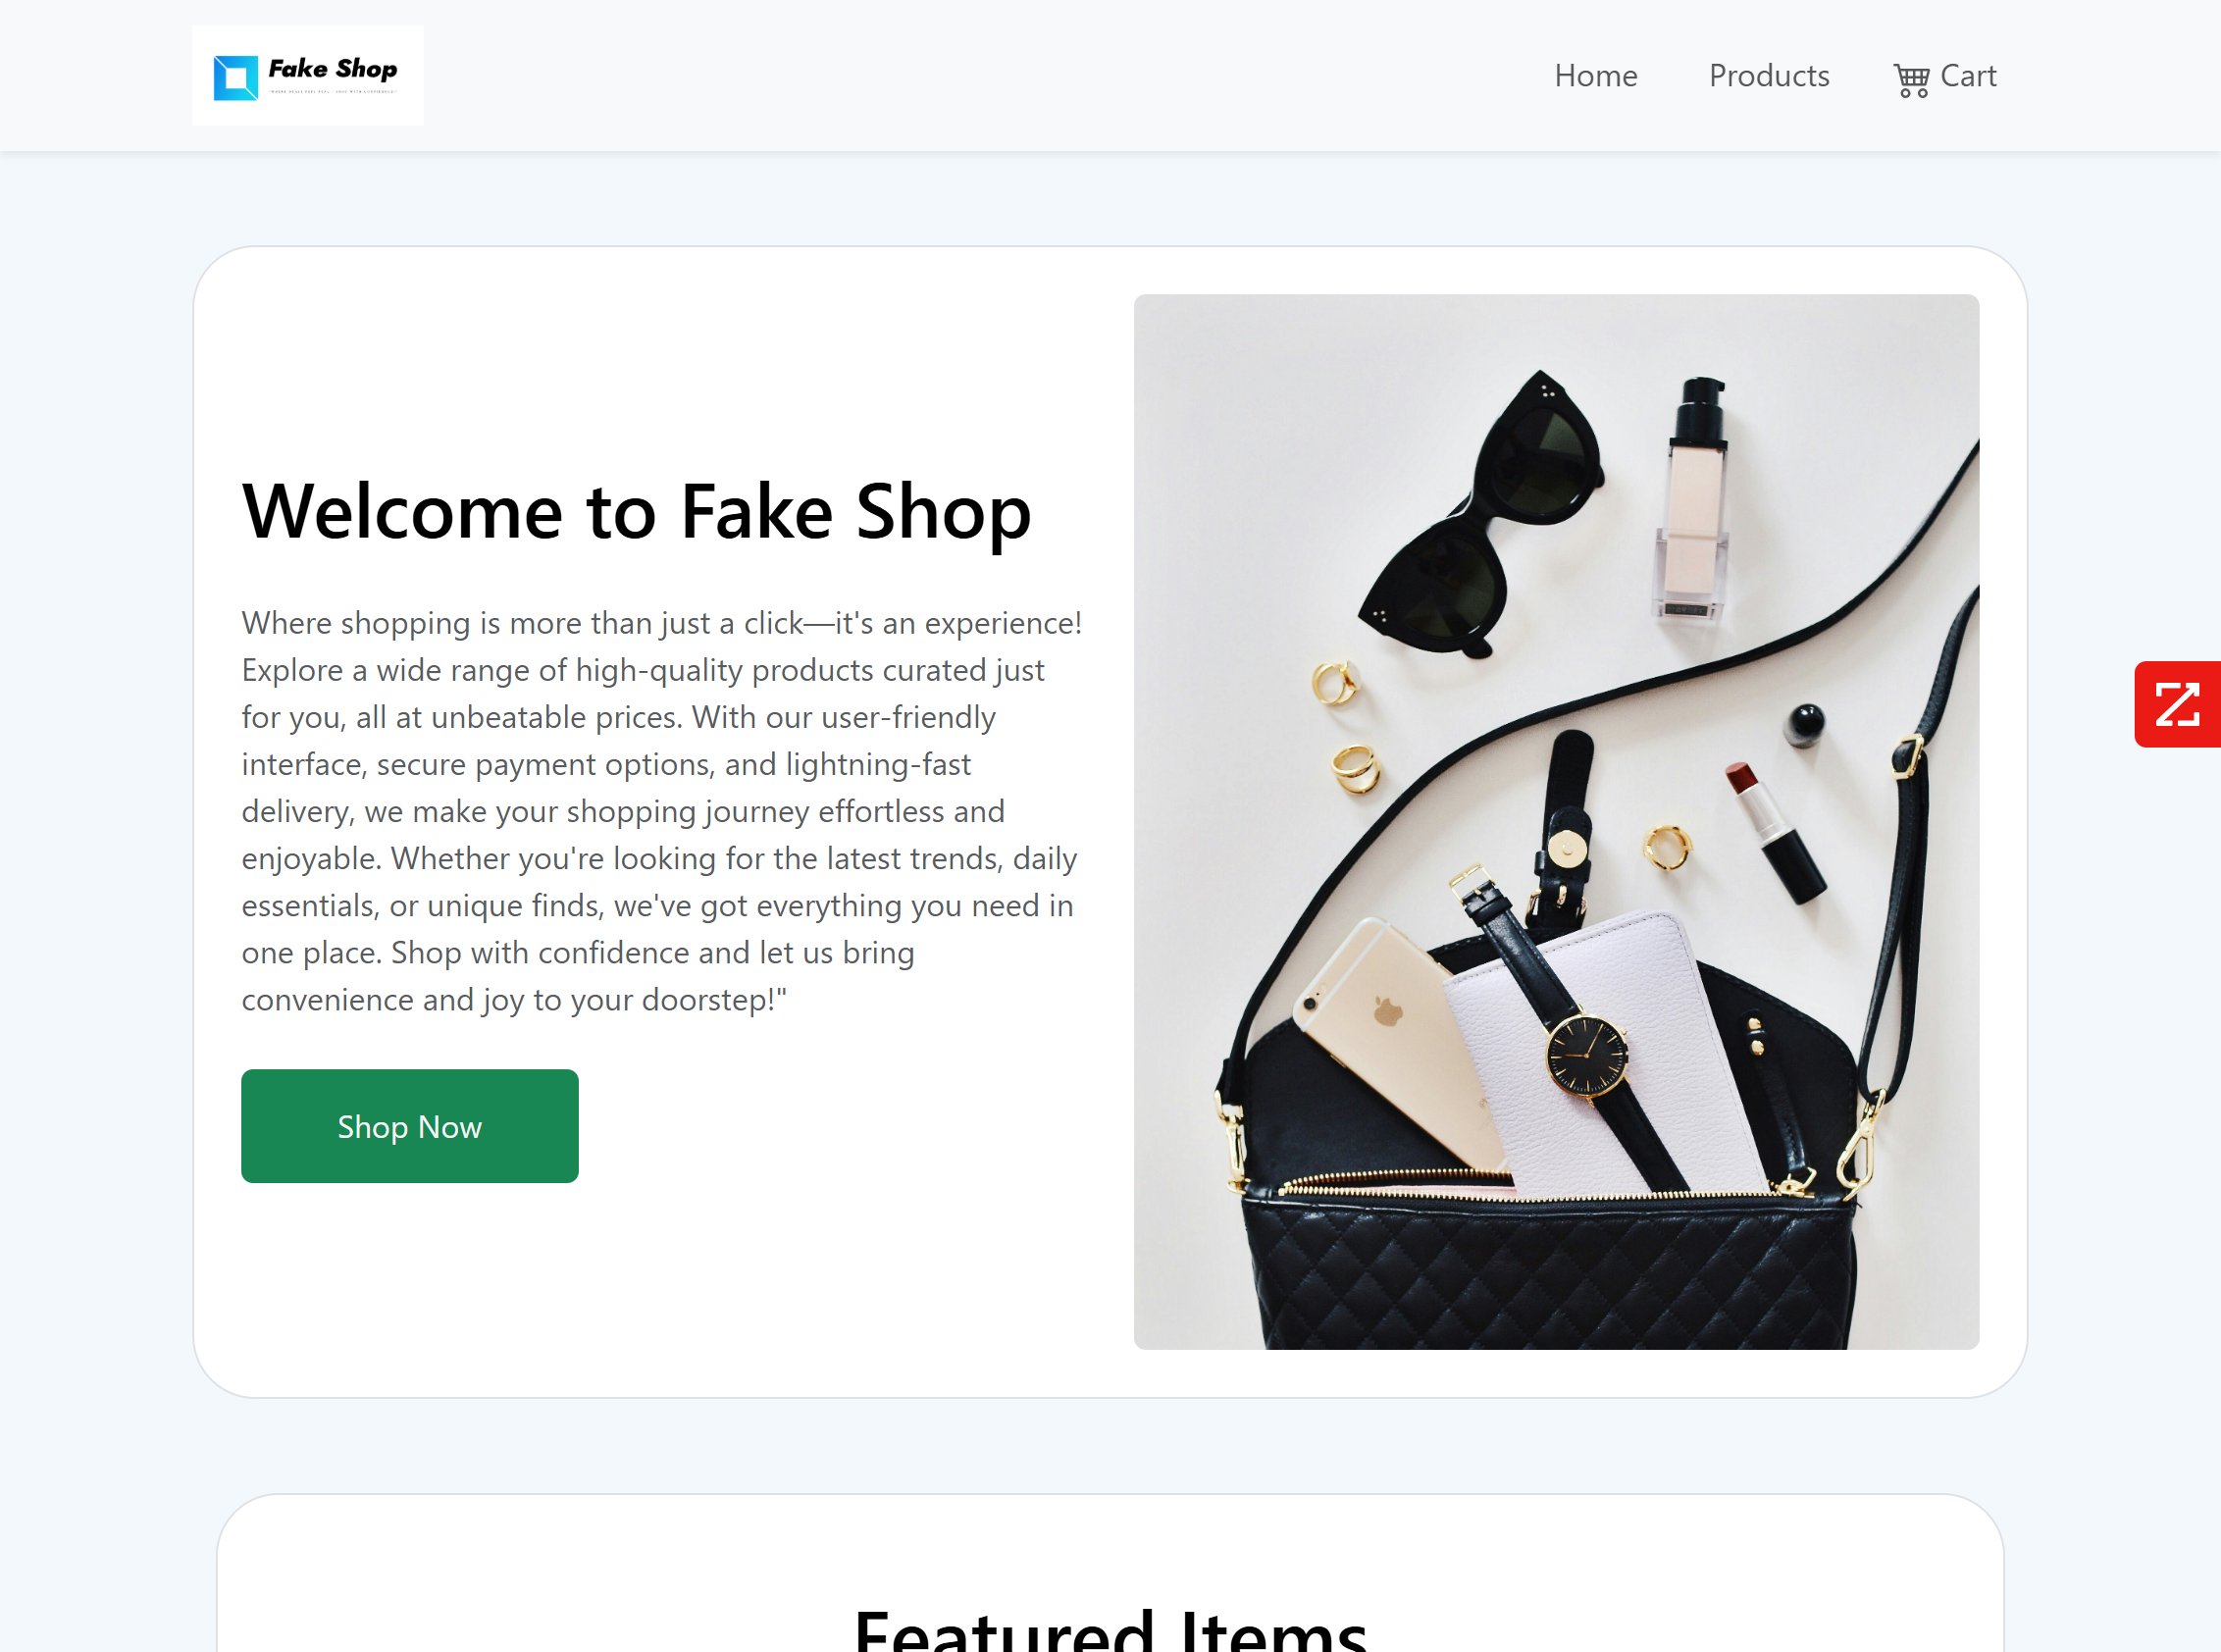 Fake Shop
Home
Products
Cart
Welcome to Fake Shop
Where shopping is more than just a click—it's an experience!
Explore a wide range of high-quality products curated just
for you, all at unbeatable prices. With our user-friendly
interface, secure payment options, and lightning-fast
delivery, we make your shopping journey effortless and
enjoyable. Whether you're looking for the latest trends, daily
essentials, or unique finds, we've got everything you need in
one place. Shop with confidence and let us bring
convenience and joy to your doorstep!"
Shop Now
Featured Items